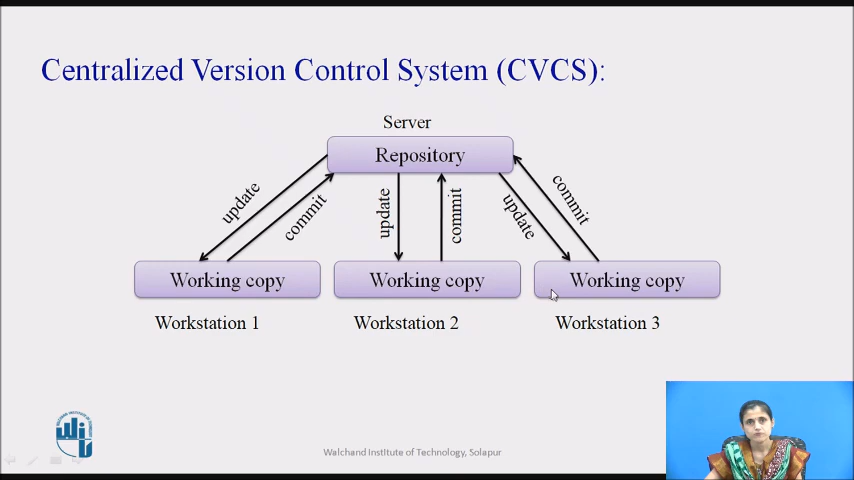 Centralized Version Control System (CVCS):
Server
Repository
update
commit
update
commit
update
commit
Working copy
Working copy
Working copy
Workstation 1
Workstation 2
Workstation 3
Walchand Institute of Technology, Solapur